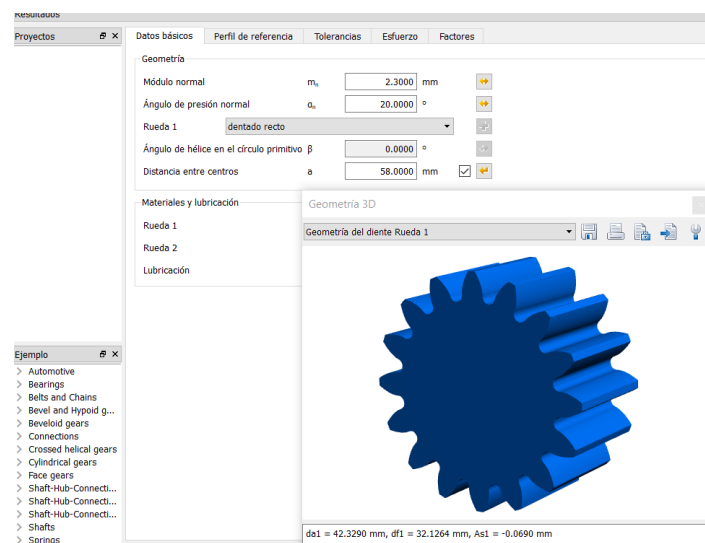 Resultados
Proyectos
Datos básicos Perfil de referencia Tolerancias Esfuerzo Factores
Geometría
Módulo normal mn 2.3000 mm
Ángulo de presión normal αn 20.0000 °
Rueda 1 dentado recto
Ángulo de hélice en el círculo primitivo β 0.0000 °
Distancia entre centros a 58.0000 mm
Materiales y lubricación
Rueda 1
Rueda 2
Lubricación
Geometría 3D
Geometría del diente Rueda 1
Ejemplo
Automotive
Bearings
Belts and Chains
Bevel and Hypoid g...
Beveloid gears
Connections
Crossed helical gears
Cylindrical gears
Face gears
Shaft-Hub-Connecti...
Shaft-Hub-Connecti...
Shaft-Hub-Connecti...
Shafts
Springs
da1 = 42.3290 mm, df1 = 32.1264 mm, As1 = -0.0690 mm